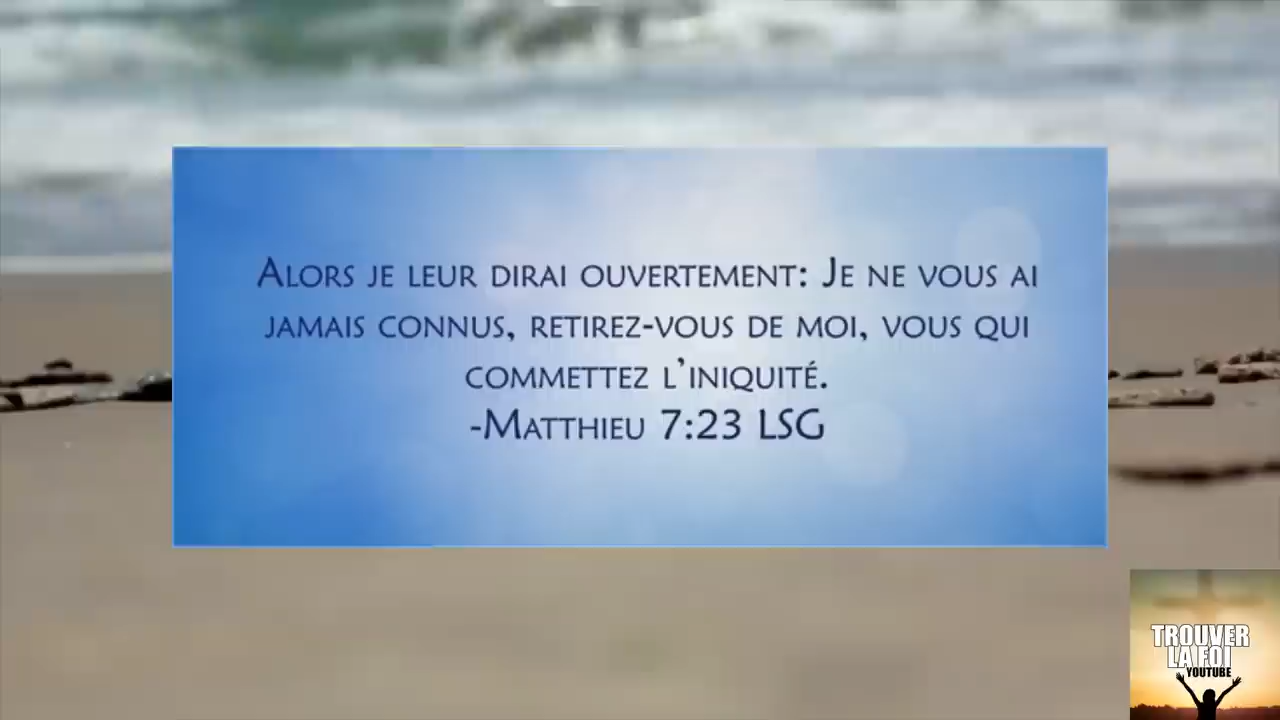 Alors je leur dirai ouvertement: Je ne vous ai
jamais connus, retirez-vous de moi, vous qui
commettez l'iniquité.
-Matthieu 7:23 LSG
TROUVER
LA FOI
YOUTUBE